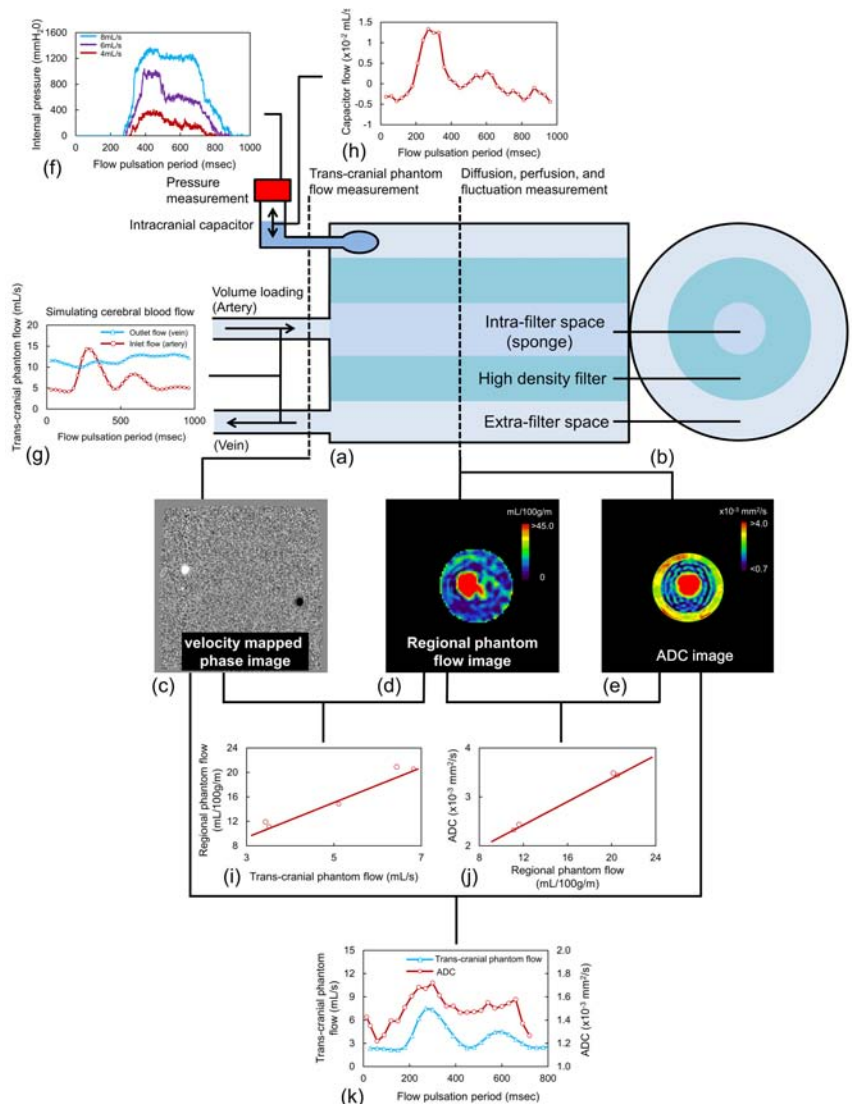 Internal pressure (mmH20)
1600
1200
800
400
0
8mL/s
6mL/s
4mL/s
0 200 400 600 800 1000
Flow pulsation period (msec)
(f)
Capacitor flow (x10-2 mL/s)
1.5
1
0.5
0
-0.5
-1
0 200 400 600 800 1000
Flow pulsation period (msec)
(h)
Pressure
measurement
Trans-cranial phantom
flow measurement
Diffusion, perfusion, and
fluctuation measurement
Intracranial capacitor
Volume loading
(Artery)
Simulating cerebral blood flow
Trans-cranial phantom flow (mL/s)
20
15
10
5
0
Outlet flow (vein)
Inlet flow (artery)
0 500 1000
Flow pulsation period (msec)
(g)
(Vein)
Intra-filter space
(sponge)
High density filter
Extra-filter space
(a)
(b)
velocity mapped
phase image
(c)
mL/100g/m
>45.0
0
Regional phantom
flow image
(d)
x10-3 mm2/s
>4.0
<0.7
ADC image
(e)
Regional phantom flow
(mL/100g/m)
24
20
16
12
8
3 5 7
(i)
Trans-cranial phantom flow (mL/s)
ADC (x10-3 mm2/s)
4
3
2
8 12 16 20 24
(j)
Regional phantom flow
(mL/100g/m)
Trans-cranial phantom
flow (mL/s)
15
12
9
6
3
0
Trans-cranial phantom flow
ADC
2.0
1.8
1.6
1.4
1.2
1.0
ADC (x10-3 mm2/s)
0 200 400 600 800
Flow pulsation period (msec)
(k)